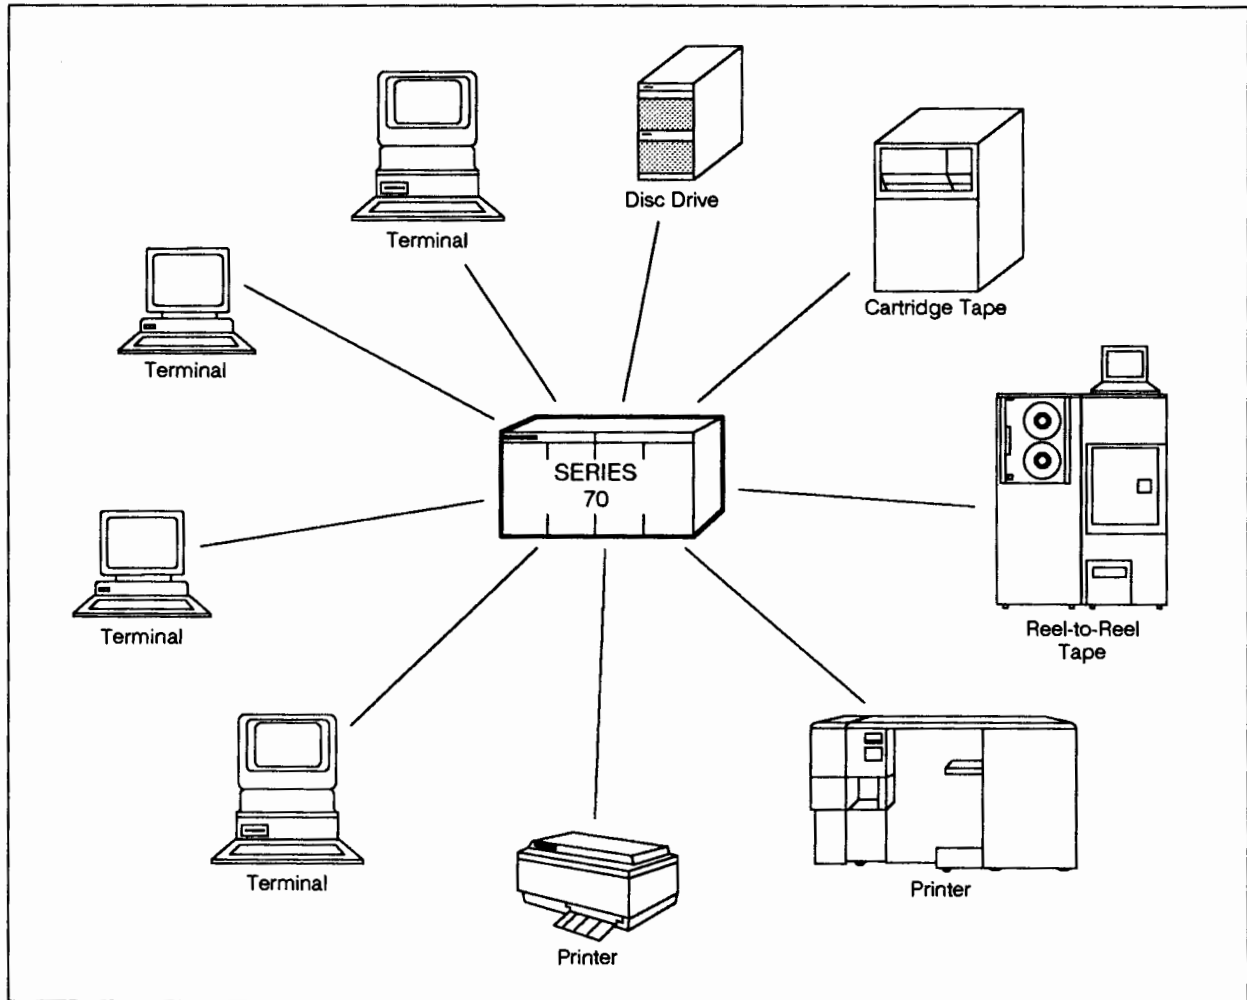 Terminal
Disc Drive
Cartridge Tape
Terminal
SERIES
70
Terminal
Reel-to-Reel
Tape
Terminal
Printer
Printer